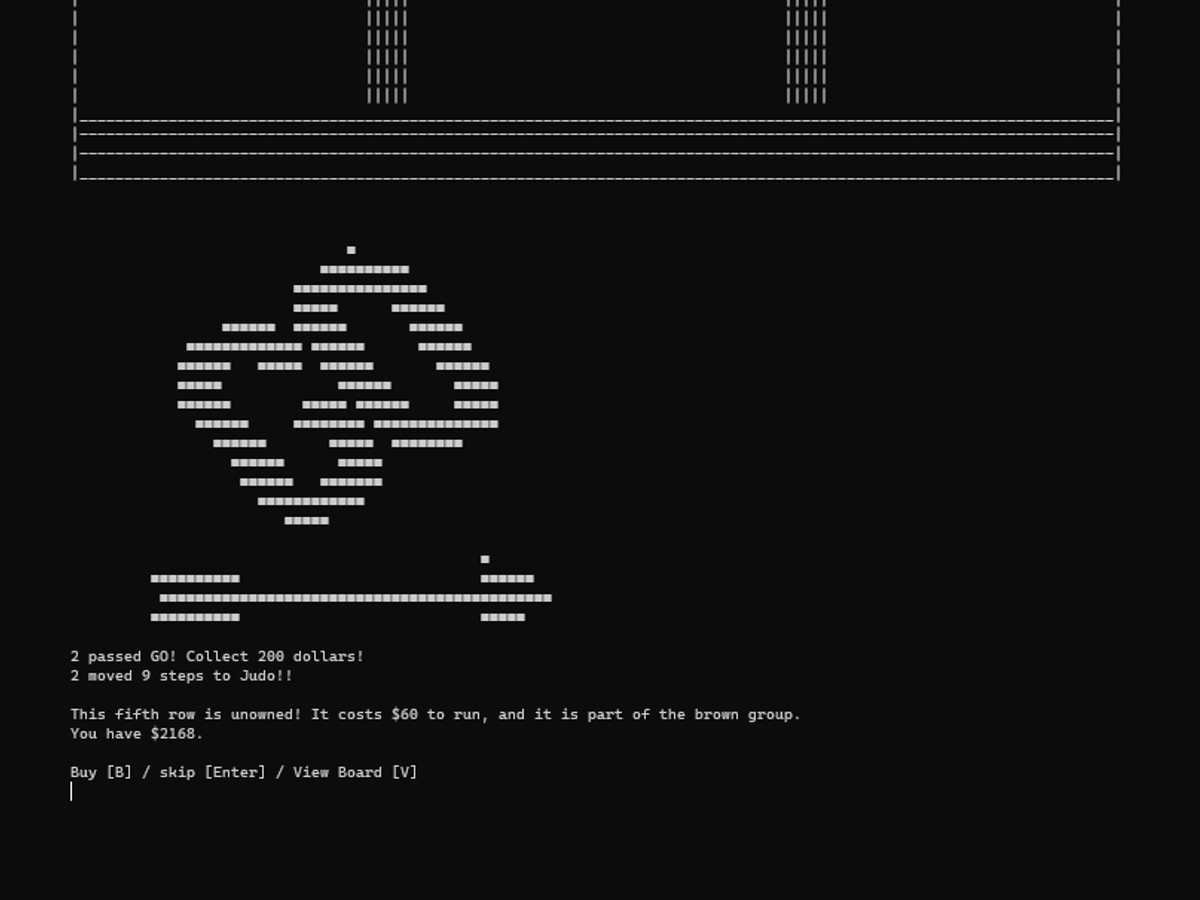 2 passed GO! Collect 200 dollars!
2 moved 9 steps to Judo!!
This fifth row is unowned! It costs $60 to run, and it is part of the brown group.
You have $2168.
Buy [B] / skip [Enter] / View Board [V]